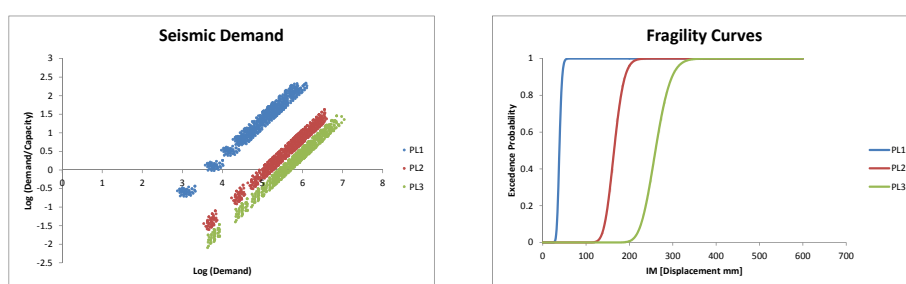 Seismic Demand
3
2.5
2
1.5
1
0.5
0
-0.5
-1
-1.5
-2
-2.5
0 1 2 3 4 5 6 7 8
Log (Demand/Capacity)
Log (Demand)
PL1
PL2
PL3
Fragility Curves
1
0.8
0.6
0.4
0.2
0
0 100 200 300 400 500 600 700
Excedence Probability
IM [Displacement mm]
PL1
PL2
PL3